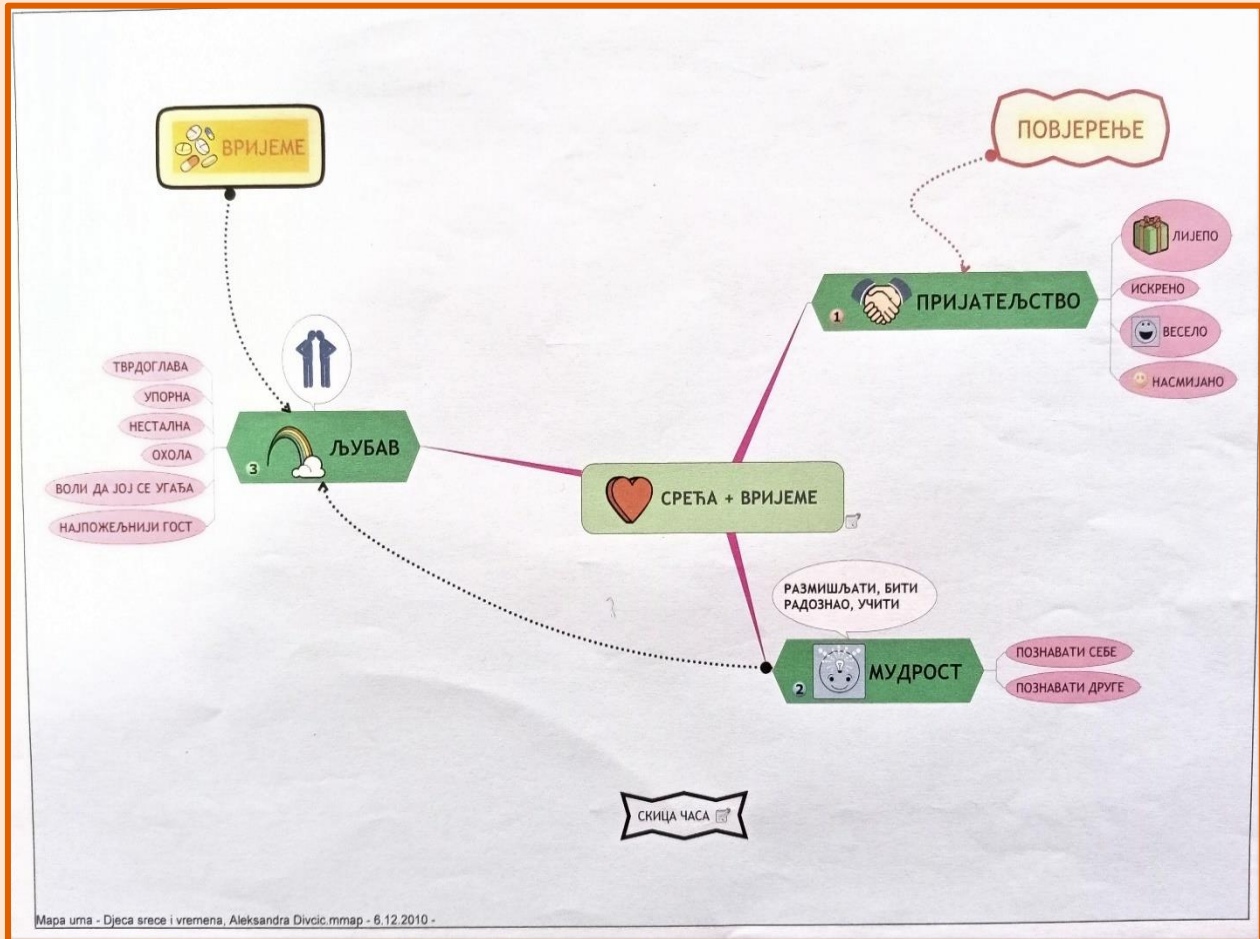 ВРИЈЕМЕ
ПОВЈЕРЕЊЕ
ЛИЈЕПО
ИСКРЕНО
ВЕСЕЛО
НАСМИЈАНО
1
ПРИЈАТЕЉСТВО
ТВРДОГЛАВА
УПОРНА
НЕСТАЛНА
ОХОЛА
ВОЛИ ДА ЈОЈ СЕ УГАЂА
НАЈПОЖЕЉНИЈИ ГОСТ
3
ЉУБАВ
СРЕЋА + ВРИЈЕМЕ
РАЗМИШЉАТИ, БИТИ
РАДОЗНАО, УЧИТИ
2
МУДРОСТ
ПОЗНАВАТИ СЕБЕ
ПОЗНАВАТИ ДРУГЕ
СКИЦА ЧАСА
Mapa uma - Djeca srece i vremena, Aleksandra Divcic.mmap - 6.12.2010 -